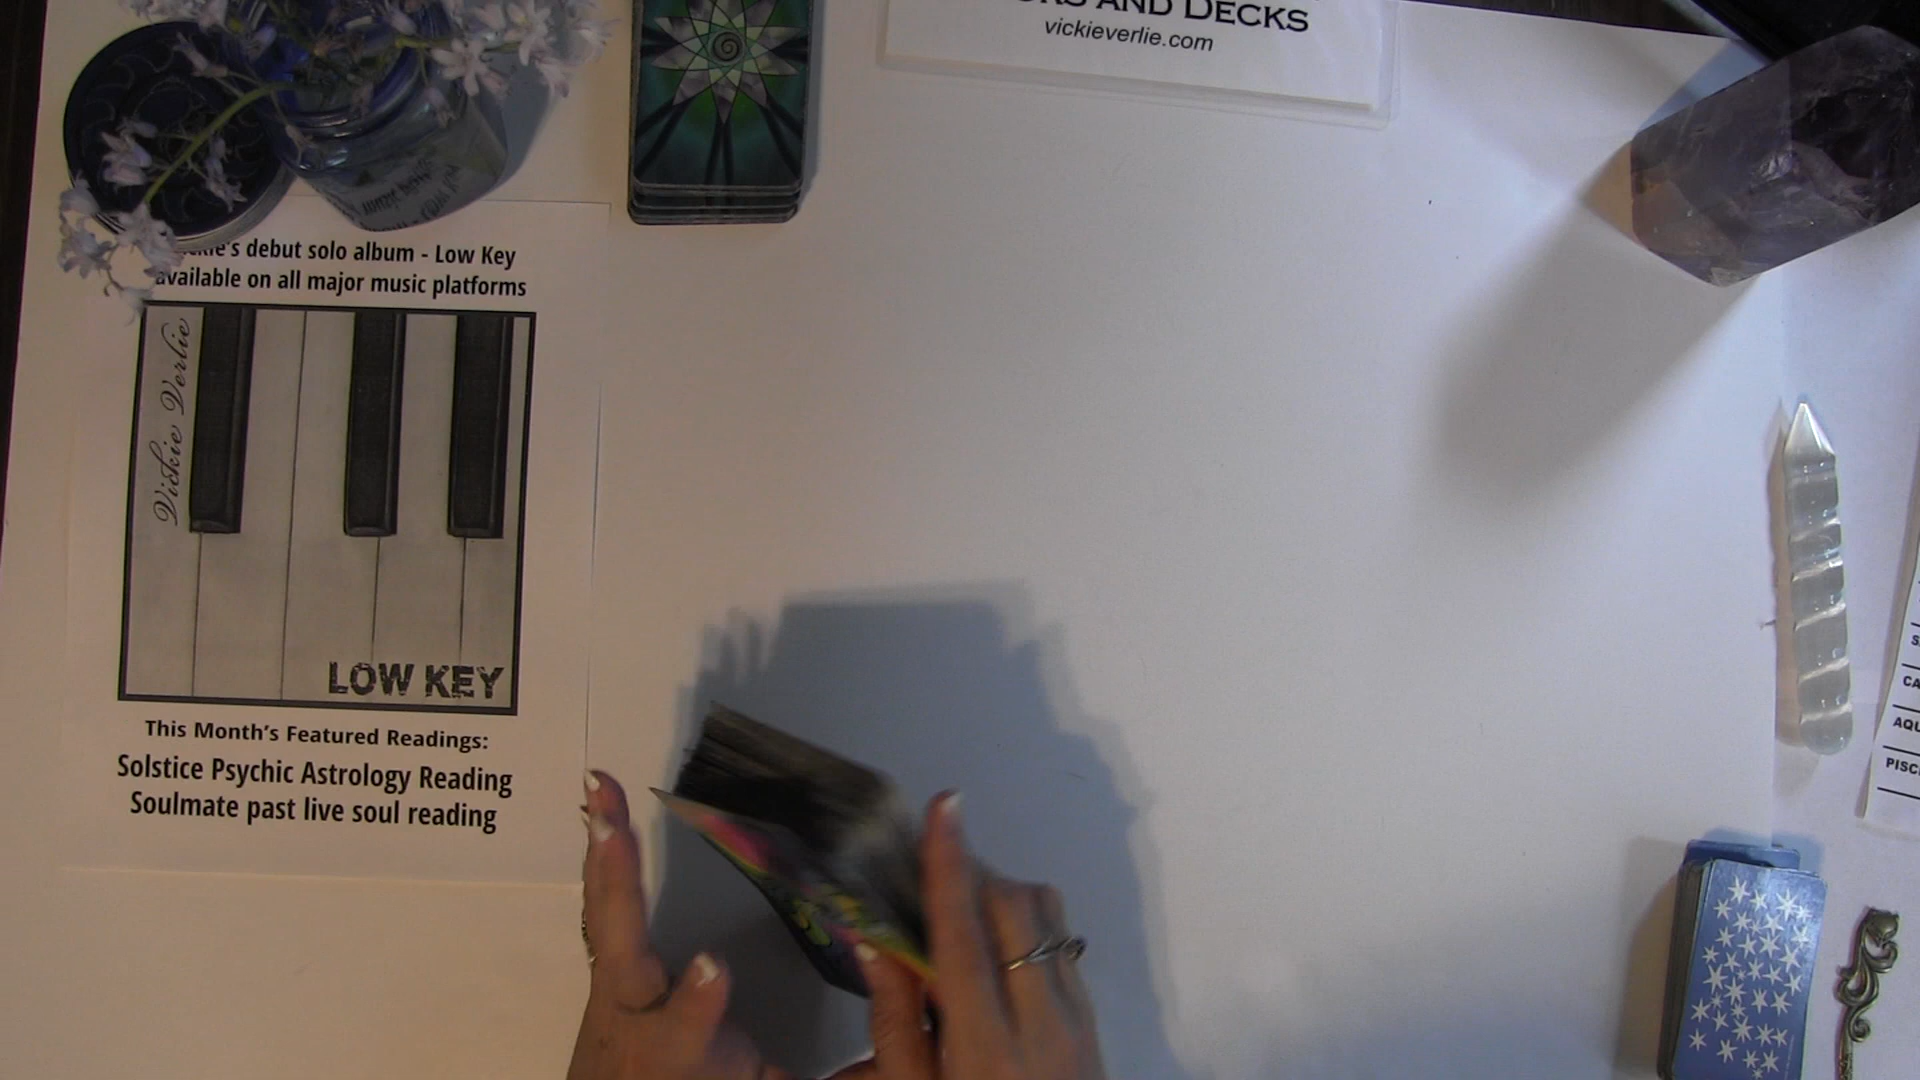 AND DECKS
vickieverlie.com
debut solo album - Low Key
available on all major music platforms
Vickie Verlie
LOW KEY
This Month's Featured Readings:
Solstice Psychic Astrology Reading
Soulmate past live soul reading